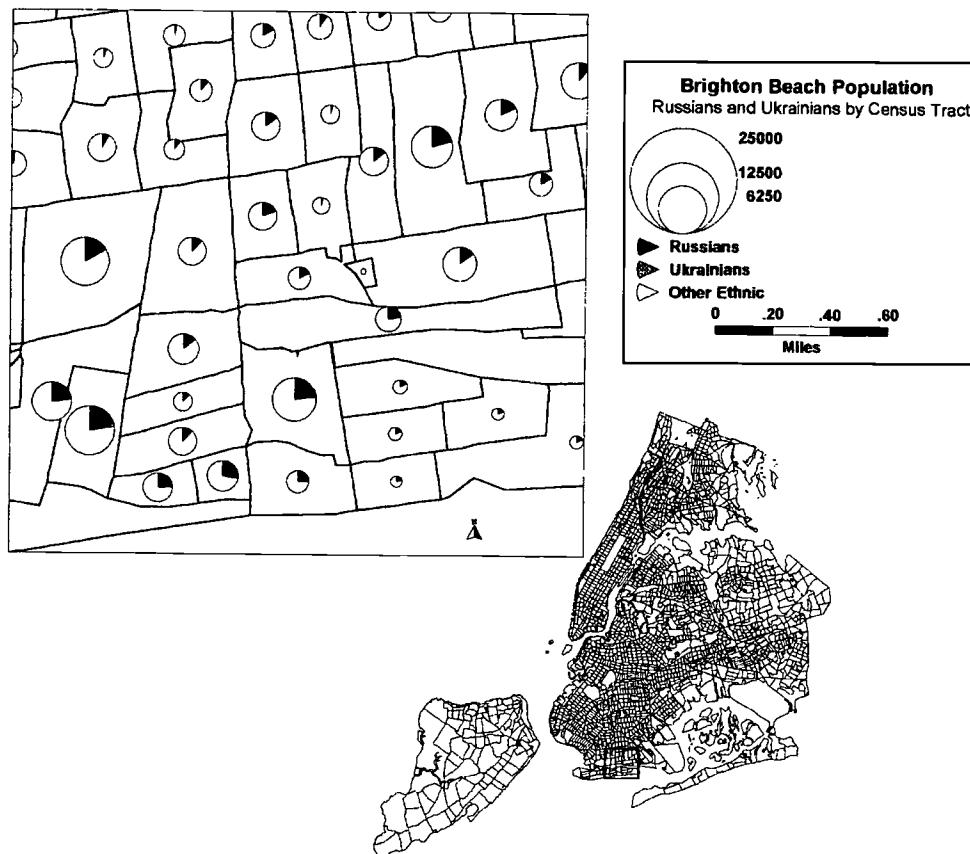 Brighton Beach Population
Russians and Ukrainians by Census Tract
25000
12500
6250
Russians
Ukrainians
Other Ethnic
0 .20 .40 .60
Miles